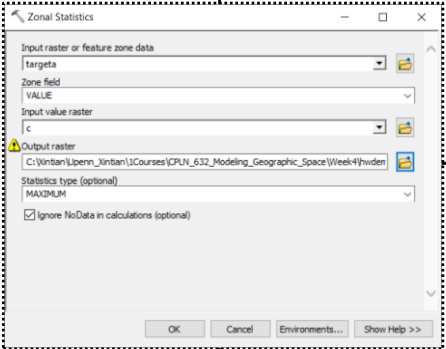 Zonal Statistics
Input raster or feature zone data
targeta
Zone field
VALUE
Input value raster
c
Output raster
C:\Xintian\Upenn_Xintian\1Courses\CPLN_632_Modeling_Geographic_Space\Week4\hwdem
Statistics type (optional)
MAXIMUM
Ignore NoData in calculations (optional)
OK Cancel Environments... Show Help >>